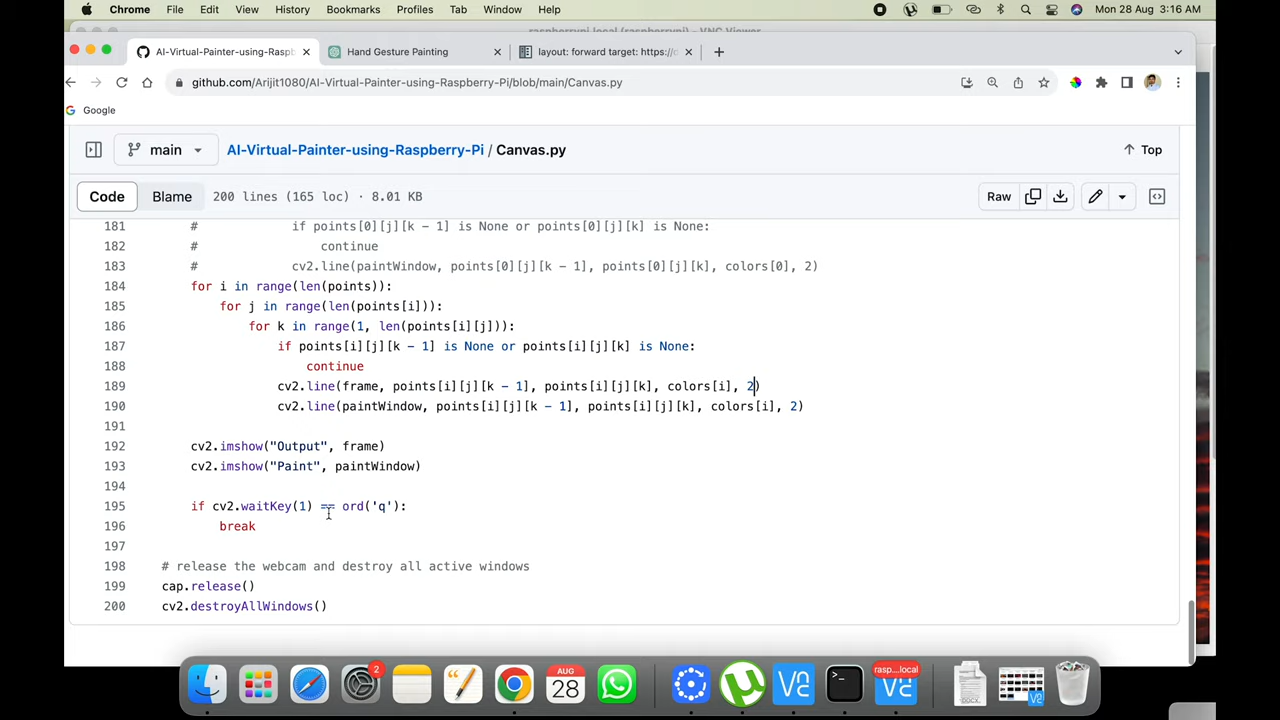 Chrome File Edit View History Bookmarks Profiles Tab Window Help Mon 28 Aug 3:16 AM
raspberrypi.local (raspberrypi) - VNC Viewer
AI-Virtual-Painter-using-Raspb Hand Gesture Painting layout: forward target: https://d
github.com/Arijit1080/AI-Virtual-Painter-using-Raspberry-Pi/blob/main/Canvas.py
Google
main AI-Virtual-Painter-using-Raspberry-Pi / Canvas.py Top
Code Blame 200 lines (165 loc) · 8.01 KB Raw
181 # if points[0][j][k - 1] is None or points[0][j][k] is None:
182 # continue
183 # cv2.line(paintWindow, points[0][j][k - 1], points[0][j][k], colors[0], 2)
184 for i in range(len(points)):
185 for j in range(len(points[i])):
186 for k in range(1, len(points[i][j])):
187 if points[i][j][k - 1] is None or points[i][j][k] is None:
188 continue
189 cv2.line(frame, points[i][j][k - 1], points[i][j][k], colors[i], 2)
190 cv2.line(paintWindow, points[i][j][k - 1], points[i][j][k], colors[i], 2)
191
192 cv2.imshow("Output", frame)
193 cv2.imshow("Paint", paintWindow)
194
195 if cv2.waitKey(1) == ord('q'):
196 break
197
198 # release the webcam and destroy all active windows
199 cap.release()
200 cv2.destroyAllWindows()
2 AUG 28 rasp...local
DOCX